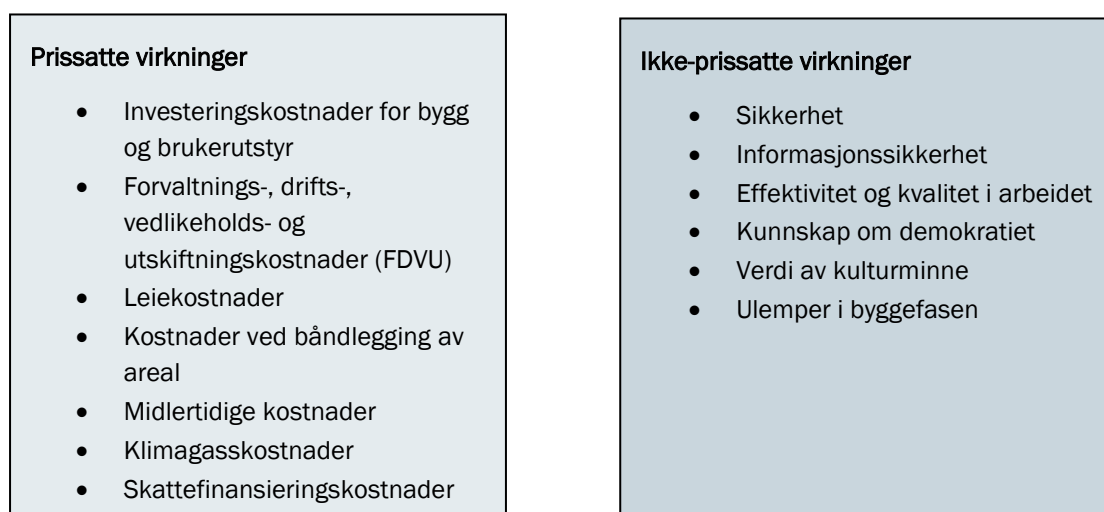 Prissatte virkninger
• Investeringskostnader for bygg
og brukerutstyr
• Forvaltnings-, drifts-,
vedlikeholds- og
utskiftningskostnader (FDVU)
• Leiekostnader
• Kostnader ved båndlegging av
areal
• Midlertidige kostnader
• Klimagasskostnader
• Skattefinansieringskostnader
Ikke-prissatte virkninger
• Sikkerhet
• Informasjonssikkerhet
• Effektivitet og kvalitet i arbeidet
• Kunnskap om demokratiet
• Verdi av kulturminne
• Ulemper i byggefasen